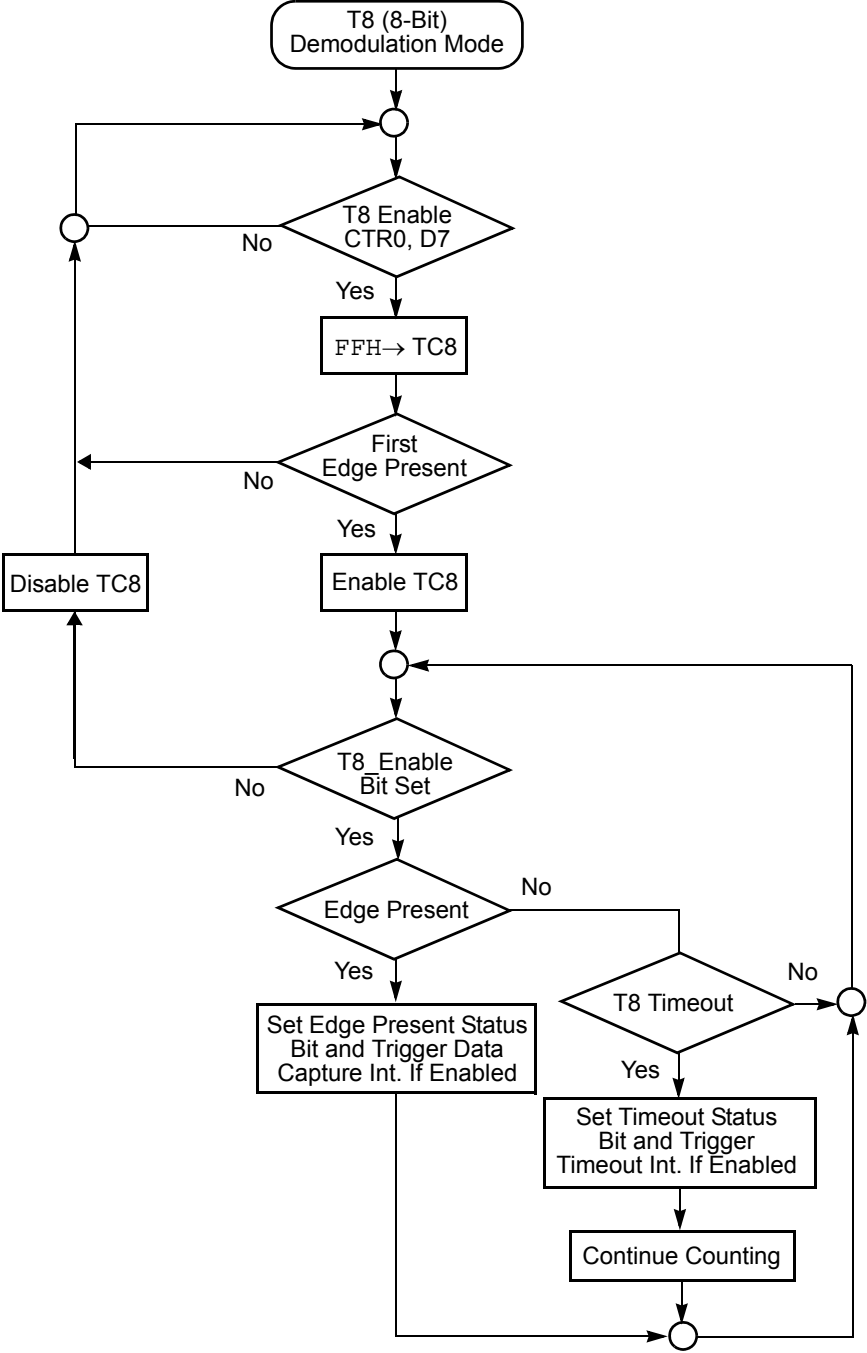 T8 (8-Bit)
Demodulation Mode
T8 Enable
CTR0, D7
No
Yes
FFH→ TC8
First
Edge Present
No
Yes
Disable TC8
Enable TC8
T8_Enable
Bit Set
No
Yes
Edge Present
No
Yes
T8 Timeout
No
Set Edge Present Status
Bit and Trigger Data
Capture Int. If Enabled
Yes
Set Timeout Status
Bit and Trigger
Timeout Int. If Enabled
Continue Counting